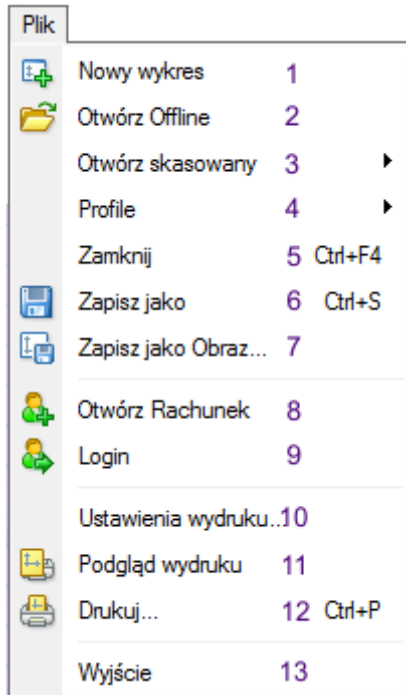 Plik
Nowy wykres 1
Otwórz Offline 2
Otwórz skasowany 3
Profile 4
Zamknij 5 Ctrl+F4
Zapisz jako 6 Ctrl+S
Zapisz jako Obraz... 7
Otwórz Rachunek 8
Login 9
Ustawienia wydruku..10
Podgląd wydruku 11
Drukuj... 12 Ctrl+P
Wyjście 13